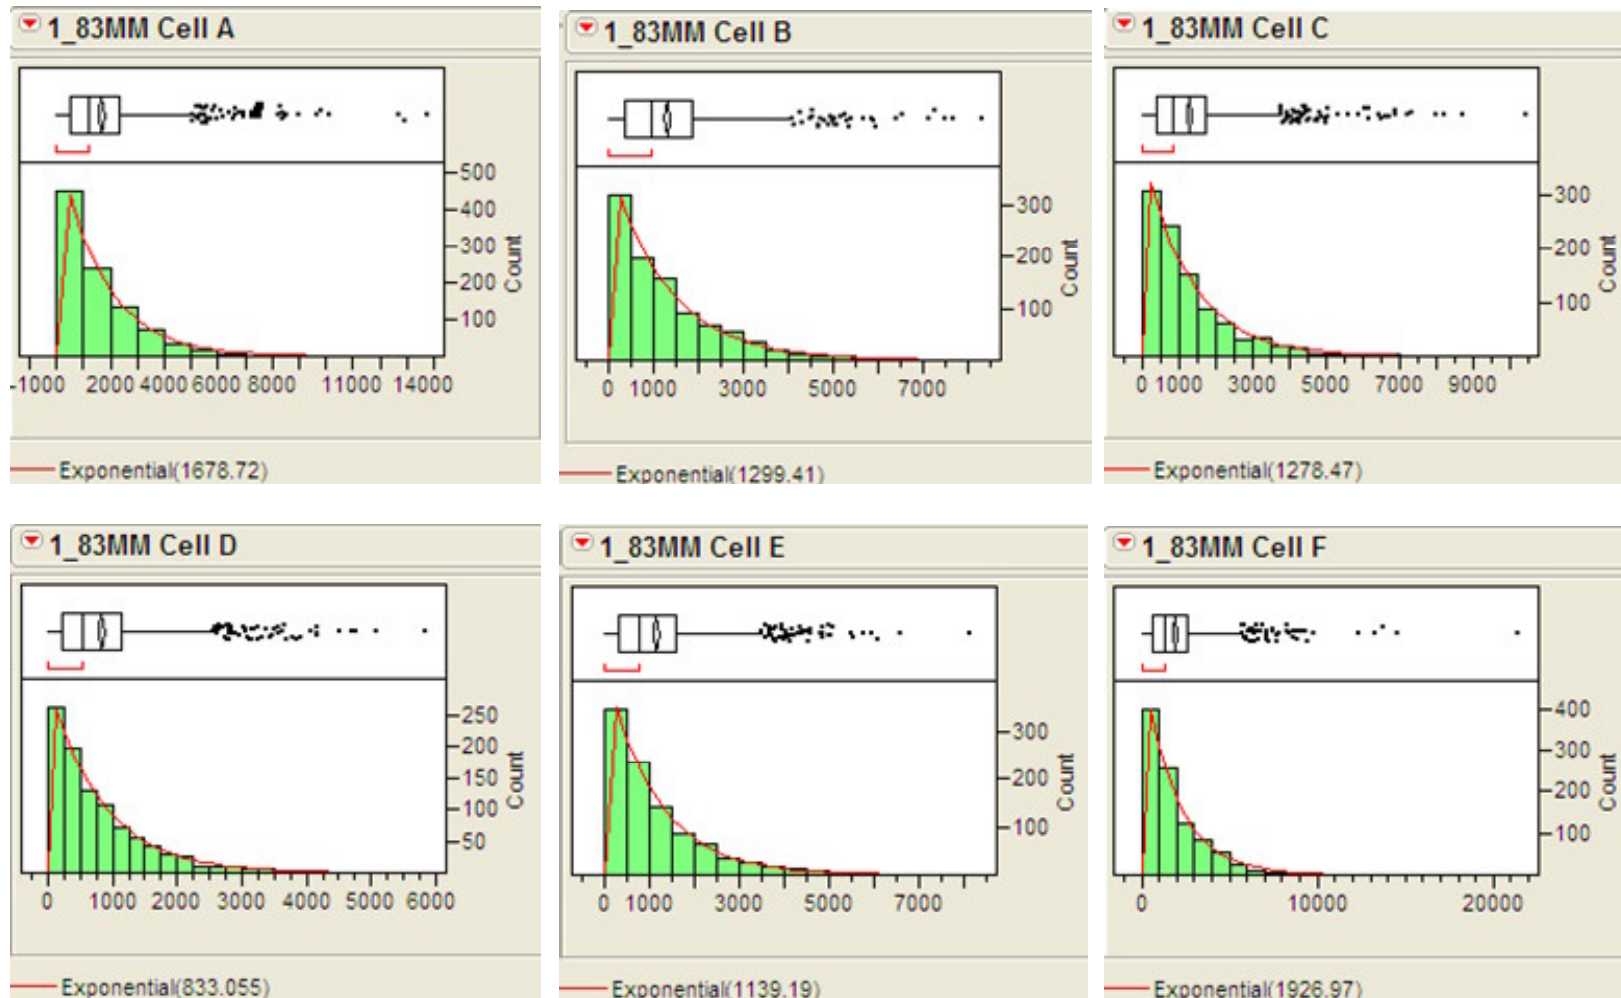 1_83MM Cell A
500
400
300
200
100
Count
-1000 2000 4000 6000 8000 11000 14000
Exponential(1678.72)
1_83MM Cell B
300
200
100
Count
0 1000 3000 5000 7000
Exponential(1299.41)
1_83MM Cell C
300
200
100
Count
0 1000 3000 5000 7000 9000
Exponential(1278.47)
1_83MM Cell D
250
200
150
100
50
Count
0 1000 2000 3000 4000 5000 6000
Exponential(833.055)
1_83MM Cell E
300
200
100
Count
0 1000 3000 5000 7000
Exponential(1139.19)
1_83MM Cell F
400
300
200
100
Count
0 10000 20000
Exponential(1926.97)